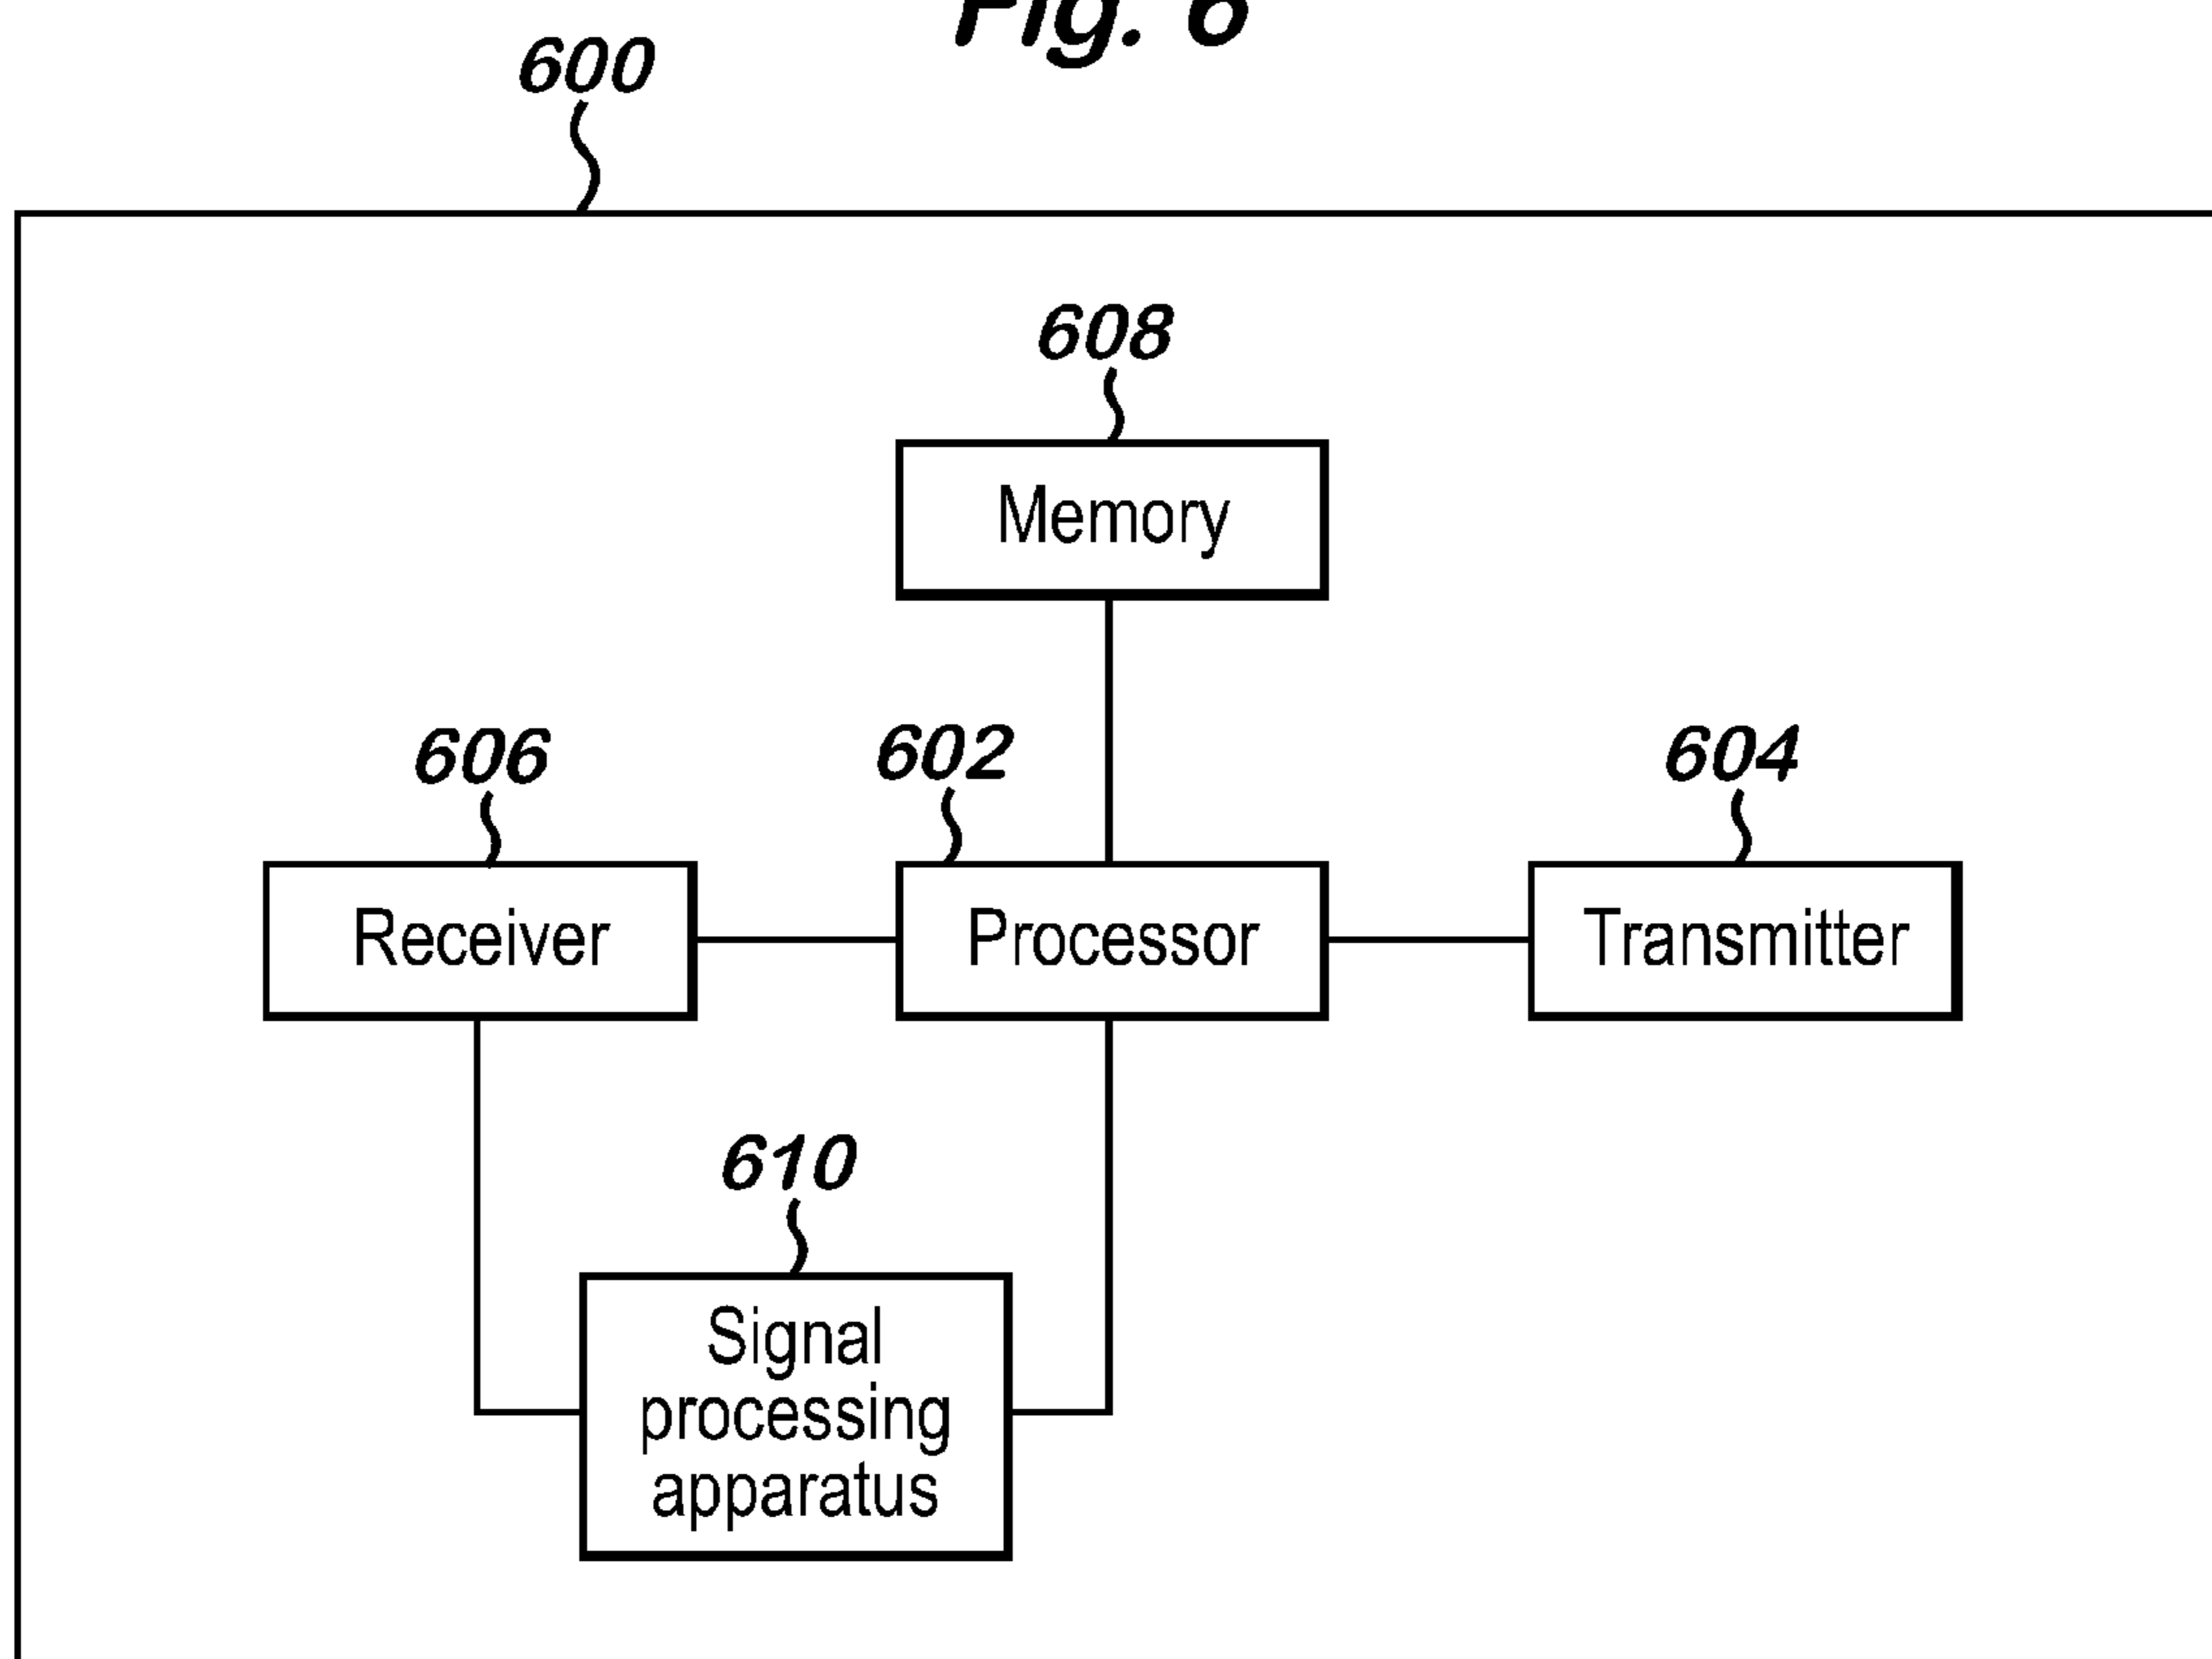 Fig. 6
600
608
Memory
606
602
604
Receiver
Processor
Transmitter
610
Signal
processing
apparatus